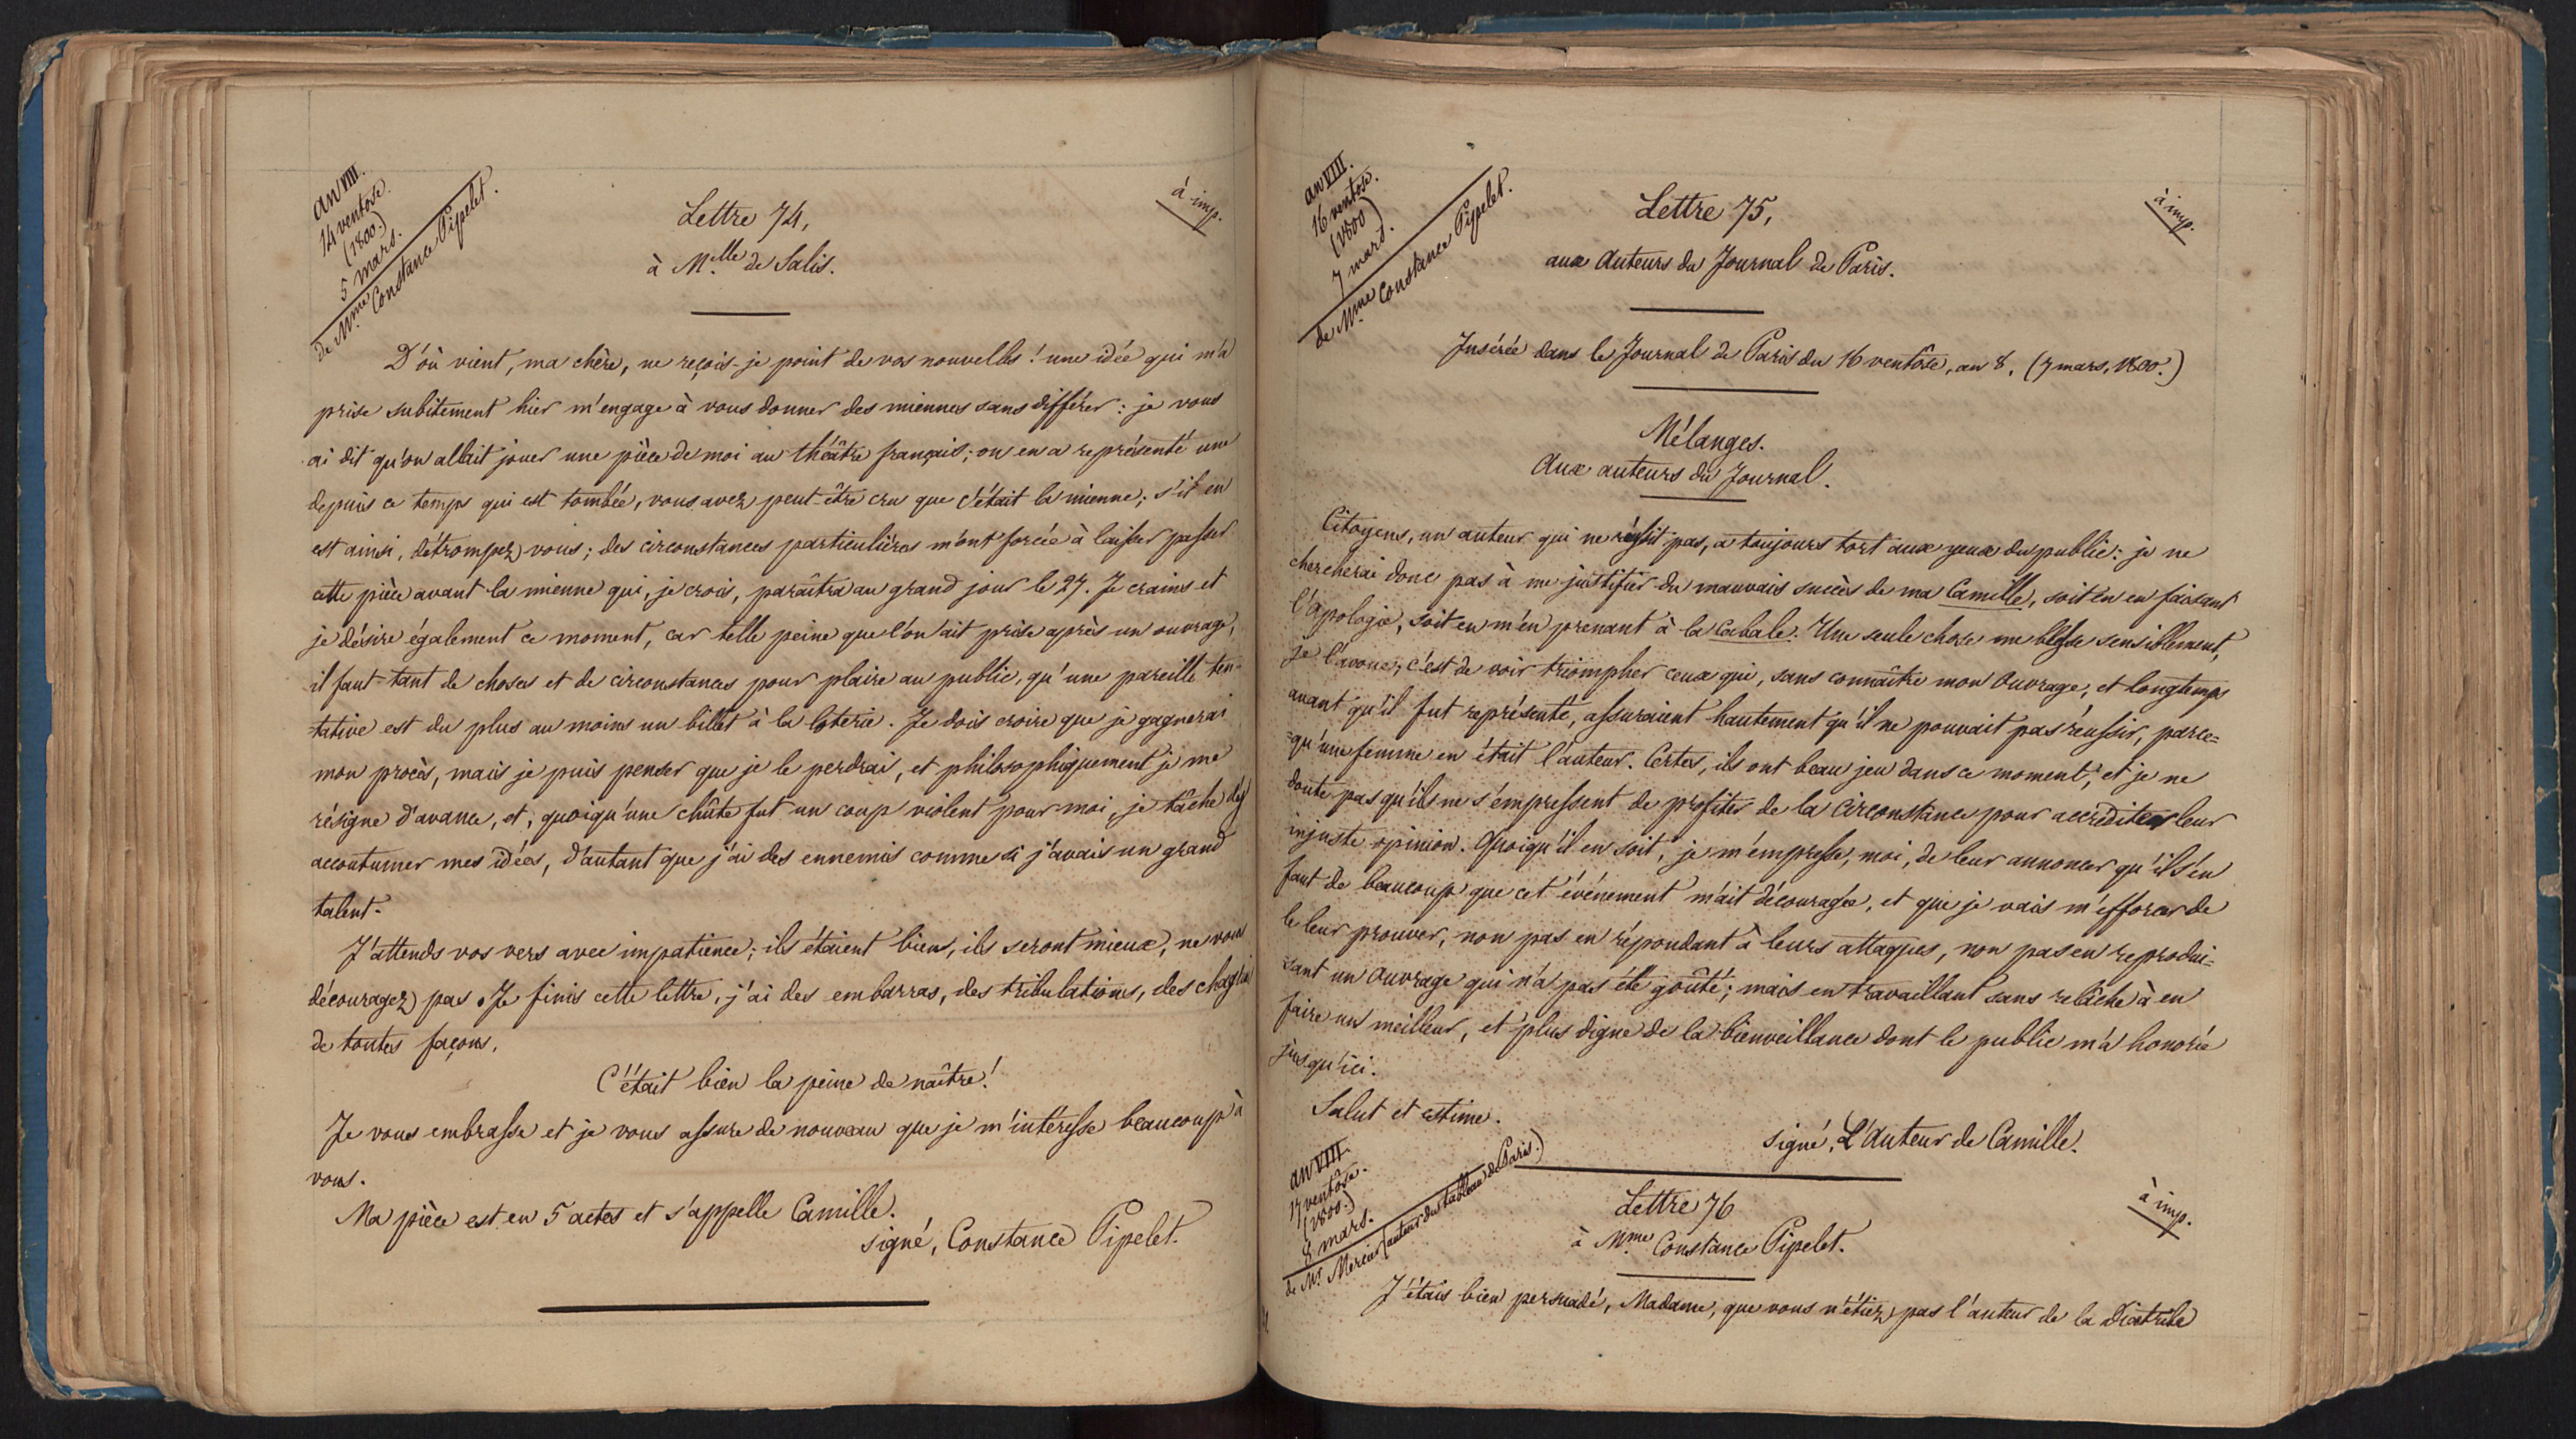 an VIII.
14 ventose.
(1800.)
5 mars.
de Mme Constance Pipelet.
à imp.
Lettre 74,
à M.lle de Salis.
D'où vient, ma chère, ne reçois-je point de vos nouvelles! une idée qui m'a
prise subitement hier m'engage à vous donner des miennes sans différer: je vous
ai dit qu'on allait jouer une pièce de moi au théâtre français; on en a représenté une
depuis ce temps qui est tombée, vous avez peut-être cru que c'était la mienne; s'il en
est ainsi, détrompez vous; des circonstances particulières m'ont forcée à laisser passer
cette pièce avant la mienne qui, je crois, paraîtra au grand jour le 27. Je crains et
je désire également ce moment, car telle peine que l'on ait prise après un ouvrage,
il faut tant de choses et de circonstances pour plaire au public, qu'une pareille ten-
-tative est du plus au moins un billet à la loterie. Je dois croire que je gagnerai
mon procès, mais je puis penser que je le perdrai, et philosophiquement je me
résigne d'avance, et, quoiqu'une chûte fut un coup violent pour moi, je tâche d'y
accoutumer mes idées, d'autant que j'ai des ennemis comme si j'avais un grand
talent.
J'attends vos vers avec impatience; ils étaient bien, ils seront mieux, ne vous
découragez pas. Je finis cette lettre, j'ai des embarras, des tribulations, des chagrins
de toutes façons.
C'était bien la peine de naître!
Je vous embrasse et je vous assure de nouveau que je m'intéresse beaucoup à
vous.
Ma pièce est en 5 actes et s'appelle Camille.
signé, Constance Pipelet.
an VIII.
16 ventose.
(1800)
7 mars.
de Mme Constance Pipelet.
à imp.
Lettre 75,
aux Auteurs du Journal de Paris.
Insérée dans le Journal de Paris du 16 ventôse, an 8, (7 mars, 1800.)
Mélanges.
Aux auteurs du Journal.
Citoyens, un auteur qui ne réussit pas, a toujours tort aux yeux du public: je ne
chercherai donc pas à me justifier du mauvais succès de ma Camille, soit en en faisant
l'apologie, soit en m'en prenant à la cabale. Une seule chose me blesse sensiblement,
je l'avoue; c'est de voir triompher ceux qui, sans connaître mon ouvrage, et longtemps
avant qu'il fut représenté, assuraient hautement qu'il ne pouvait pas réussir, parce=
=qu'une femme en était l'auteur. Certes, ils ont beau jeu dans ce moment, et je ne
doute pas qu'ils ne s'empressent de profiter de la circonstance pour accréditer leur
injuste opinion. Quoiqu'il en soit, je m'empresse, moi, de leur annoncer qu'il s'en
faut de beaucoup que cet événement m'ait découragée, et que je vais m'efforcer de
le leur prouver, non pas en répondant à leurs attaques, non pas en reprodui=
=sant un ouvrage qui n'a pas été goûté; mais en travaillant sans relâche à en
faire un meilleur, et plus digne de la bienveillance dont le public m'a honorée
jusqu'ici.
Salut et estime.
signé, L'Auteur de Camille.
an VIII.
17 ventôse.
(1800.)
8 mars.
de Mr Mercier (auteur du tableau de Paris.)
à imp.
Lettre 76
à Mme Constance Pipelet.
J'étais bien persuadé, Madame, que vous n'étiez pas l'auteur de la diatribe